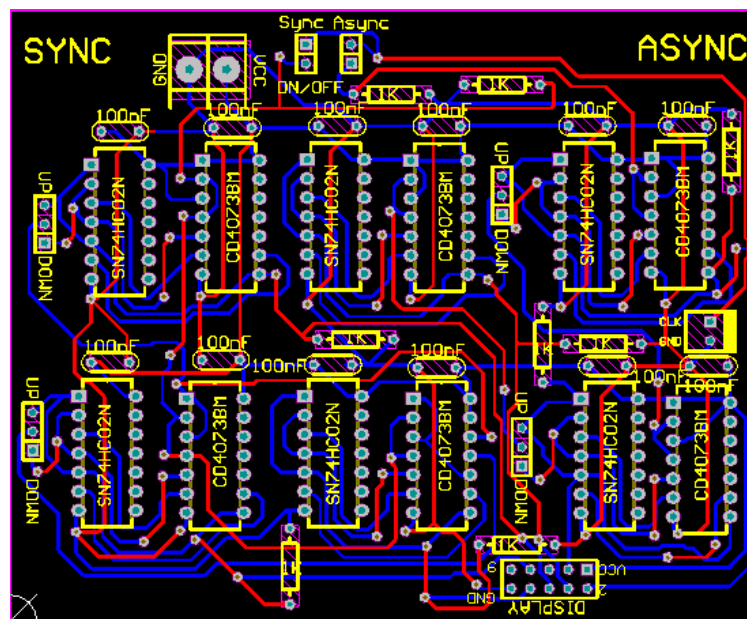 SYNC
Sync Async
ASYNC
GND
VCC
ON/OFF
1K
1K
100nF
100nF
100nF
100nF
100nF
100nF
1K
UP
DOWN
SN74HC02N
CD4073BM
SN74HC02N
CD4073BM
UP
DOWN
SN74HC02N
CD4073BM
CLK
GND
1K
1K
1K
100nF
100nF
100nF
100nF
100nF
100nF
UP
DOWN
SN74HC02N
CD4073BM
SN74HC02N
CD4073BM
UP
DOWN
SN74HC02N
CD4073BM
1K
1K
9
VCC
GND
2
DISPLAY